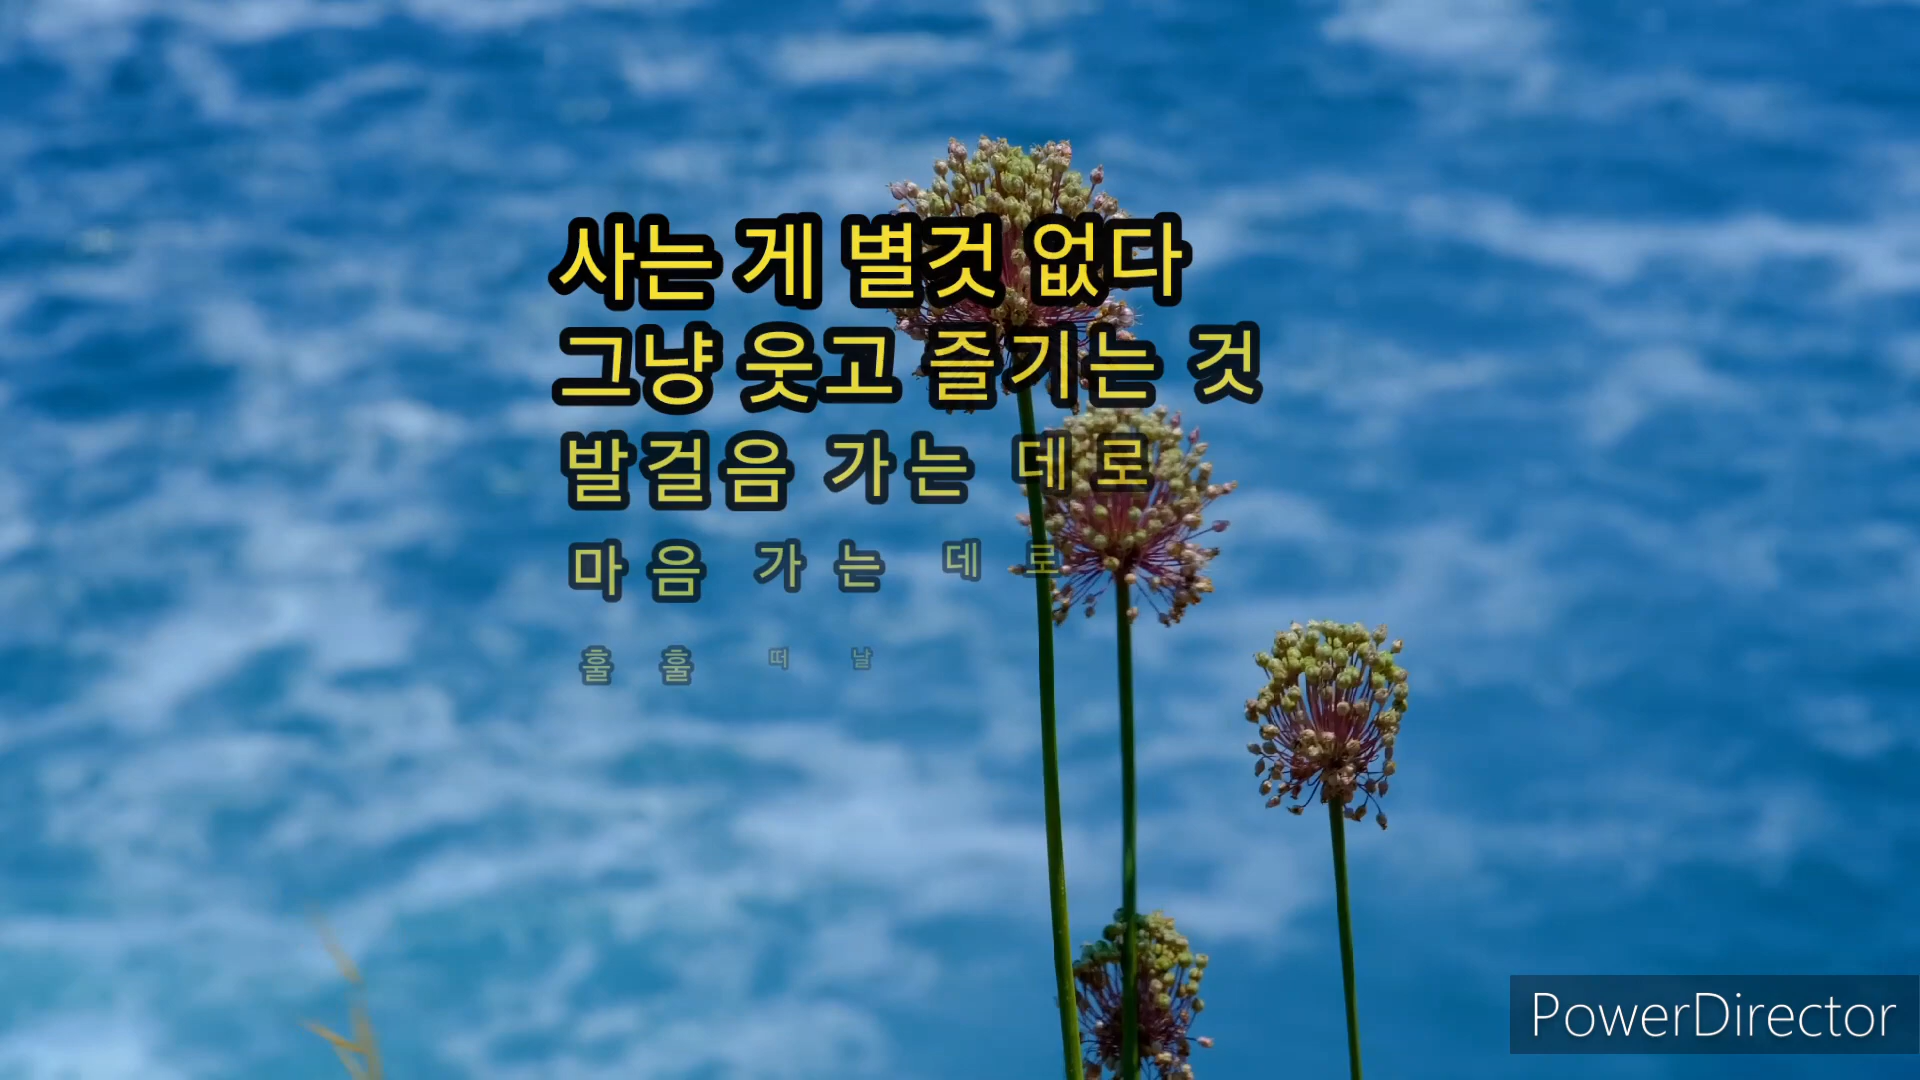 사는 게 별것 없다
그냥 웃고 즐기는 것
발걸음 가는 데로
마음 가는 데로
훌훌 떠날
PowerDirector